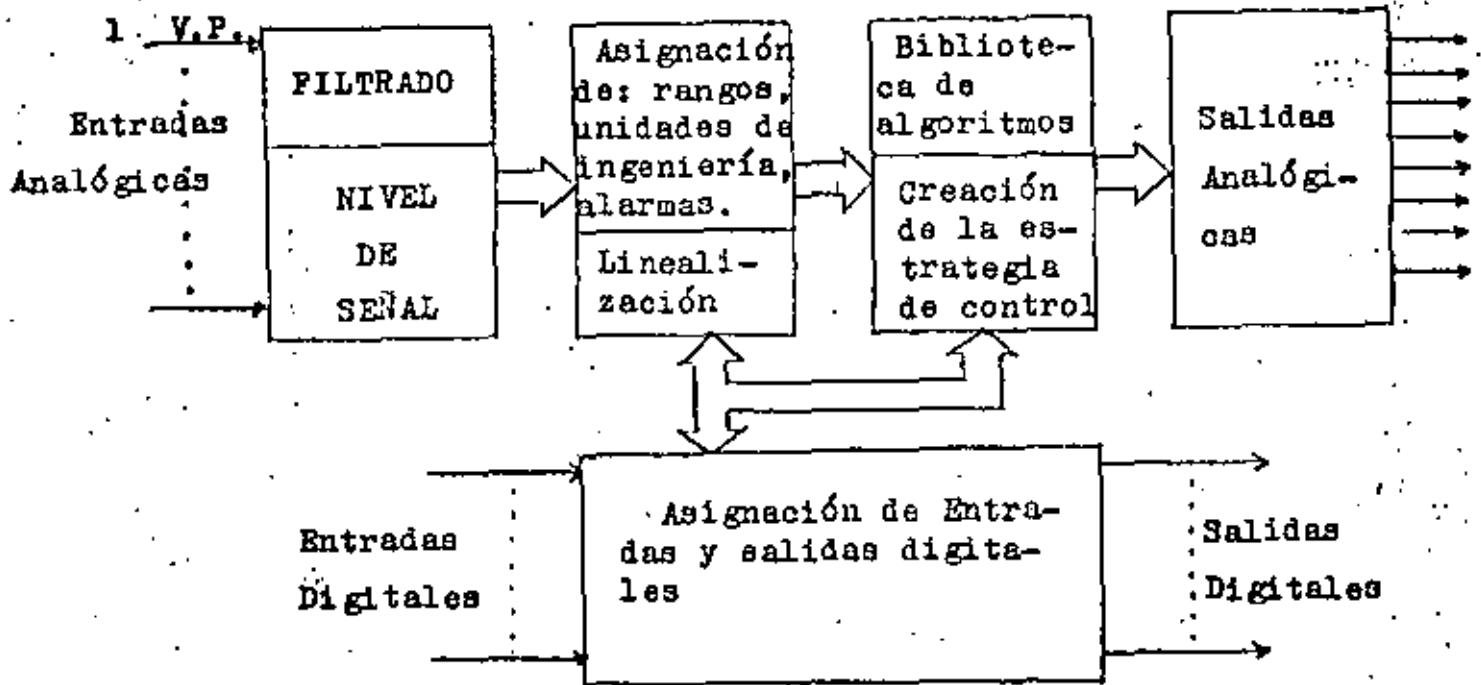 1 V.P.
Entradas
Analógicas
FILTRADO
NIVEL
DE
SEÑAL
Asignación
de: rangos,
unidades de
ingeniería,
alarmas.
Lineali-
zación
Bibliote-
ca de
algoritmos
Creación
de la es-
trategia
de control
Salidas
Analógi-
cas
Entradas
Digitales
Asignación de Entra-
das y salidas digita-
les
Salidas
Digitales